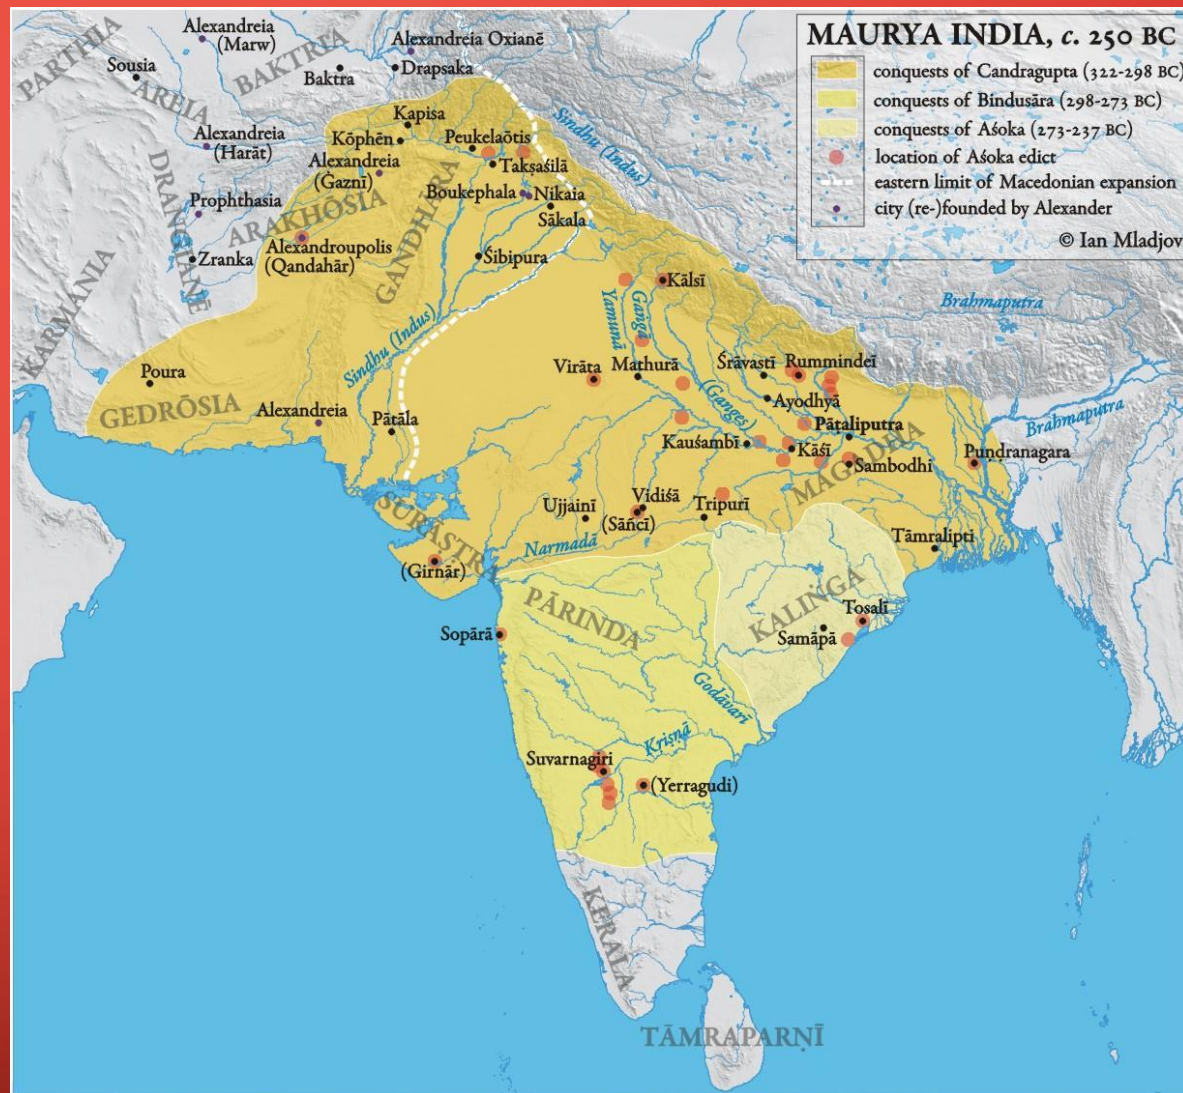 MAURYA INDIA, c. 250 BC
conquests of Candragupta (322-298 BC)
conquests of Bindusāra (298-273 BC)
conquests of Aśoka (273-237 BC)
location of Aśoka edict
eastern limit of Macedonian expansion
city (re-)founded by Alexander
© Ian Mladjov
PARTHIA
Alexandreia
(Marw)
BAKTRIA
Alexandreia Oxianē
Sousia
Baktra
Drapsaka
AREIA
Kapisa
Sindhu (Indus)
Alexandreia
(Harāt)
Kōphēn
Peukelaōtis
DRANGIANĒ
Alexandreia
(Ġaznī)
Takṣaśilā
Prophthasia
ARAKHŌSIA
GANDHĀRA
Boukephala
Nikaia
Sākala
Alexandroupolis
(Qandahār)
Zranka
Śibipura
KARMANIA
Kālsī
Yamunā
Gaṅgā
Brahmaputra
Sindhu (Indus)
Poura
Virāta
Mathurā
Śrāvastī
Rummindeī
GEDRŌSIA
Alexandreia
Pātāla
(Ganges)
Ayodhyā
Brahmaputra
Pāṭaliputra
Kauśambī
Kāśī
MAGADHA
Sambodhi
Puṇḍranagara
SURĀṢṬRA
Ujjainī
Vidiśā
(Sāñcī)
Tripurī
Tāmralipti
Narmadā
(Girnār)
PĀRINDA
KALIṄGA
Tosalī
Sopārā
Samāpā
Godāvarī
Kṛiṣṇā
Suvarnagiri
(Yerragudi)
KERALA
TĀMRAPARṆĪ